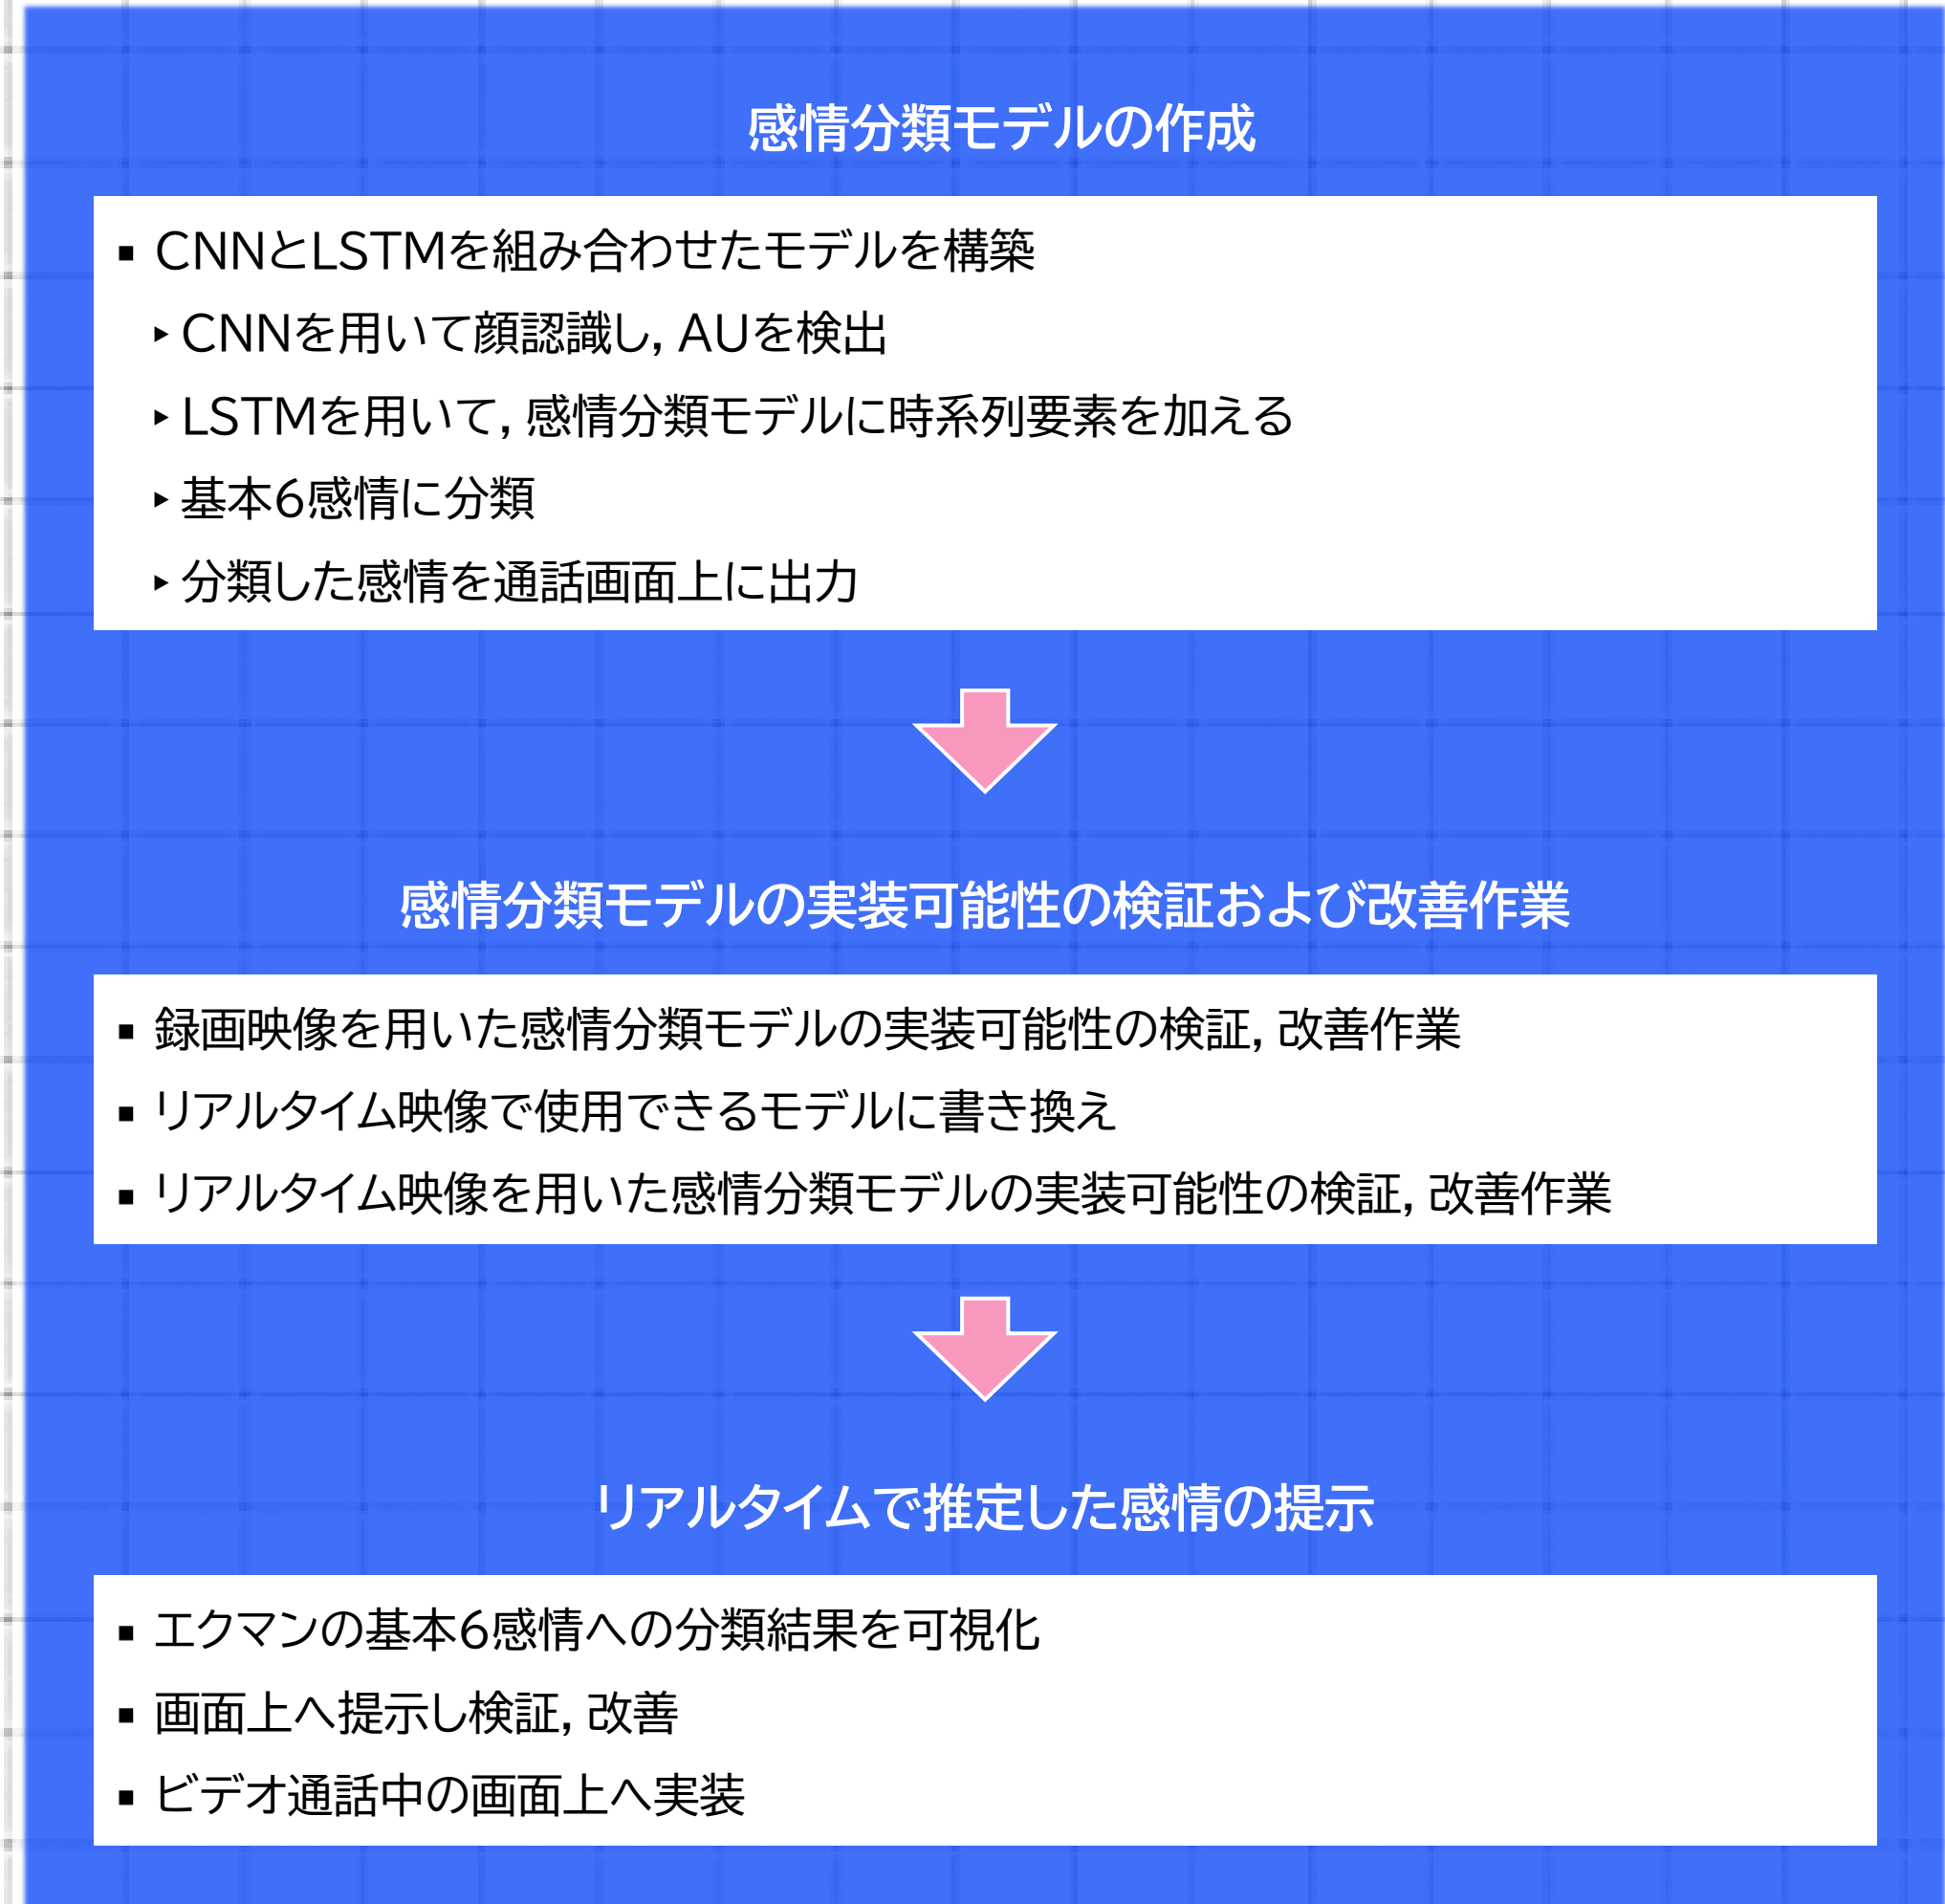 感情分類モデルの作成
▪ CNNとLSTMを組み合わせたモデルを構築
‣ CNNを用いて顔認識し, AUを検出
‣ LSTMを用いて, 感情分類モデルに時系列要素を加える
‣ 基本6感情に分類
‣ 分類した感情を通話画面上に出力
感情分類モデルの実装可能性の検証および改善作業
▪ 録画映像を用いた感情分類モデルの実装可能性の検証, 改善作業
▪ リアルタイム映像で使用できるモデルに書き換え
▪ リアルタイム映像を用いた感情分類モデルの実装可能性の検証, 改善作業
リアルタイムで推定した感情の提示
▪ エクマンの基本6感情への分類結果を可視化
▪ 画面上へ提示し検証, 改善
▪ ビデオ通話中の画面上へ実装